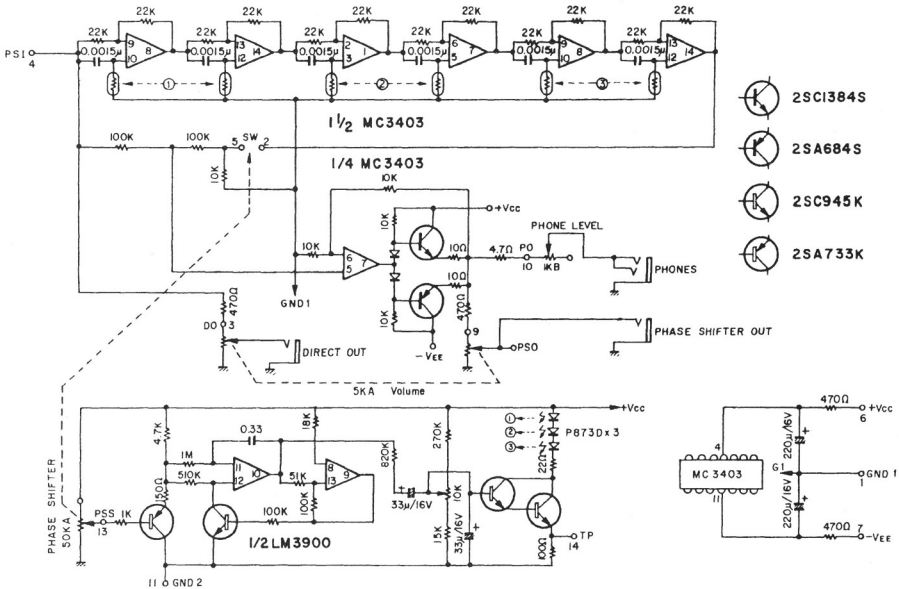 22K 22K 22K 22K 22K 22K
22K 22K 22K 22K 22K 22K
PSI
4
9 8 10
13 14 12
2 1 3
6 7 5
9 8 10
13 14 12
0.0015µ 0.0015µ 0.0015µ 0.0015µ 0.0015µ 0.0015µ
① ② ③
1 1/2 MC3403
100K 100K 5 SW 2
1/4 MC3403
10K
10K
10K
+Vcc
10K
10K
6 7 5
10Ω
10Ω
4.7Ω
PO
10
PHONE LEVEL
1KB
PHONES
GND1
10K
470Ω
-VEE
470Ω
DO 3
DIRECT OUT
9
PSO
PHASE SHIFTER OUT
5KA Volume
2SC1384S
2SA684S
2SC945K
2SA733K
+Vcc
4.7K
0.33
18K
820K
270K
① ② ③
P873D×3
22Ω
1M
510K
11 10 12
51K
8 9 13
150Ω
100K
100K
33µ/16V
10K
33µ/16V
15K
100Ω
TP
14
PHASE SHIFTER
50KA
PSS
13
1K
1/2LM3900
11 GND2
470Ω
+Vcc
6
4
MC3403
11
G1
220µ/16V
220µ/16V
GND 1
1
470Ω
7
-VEE